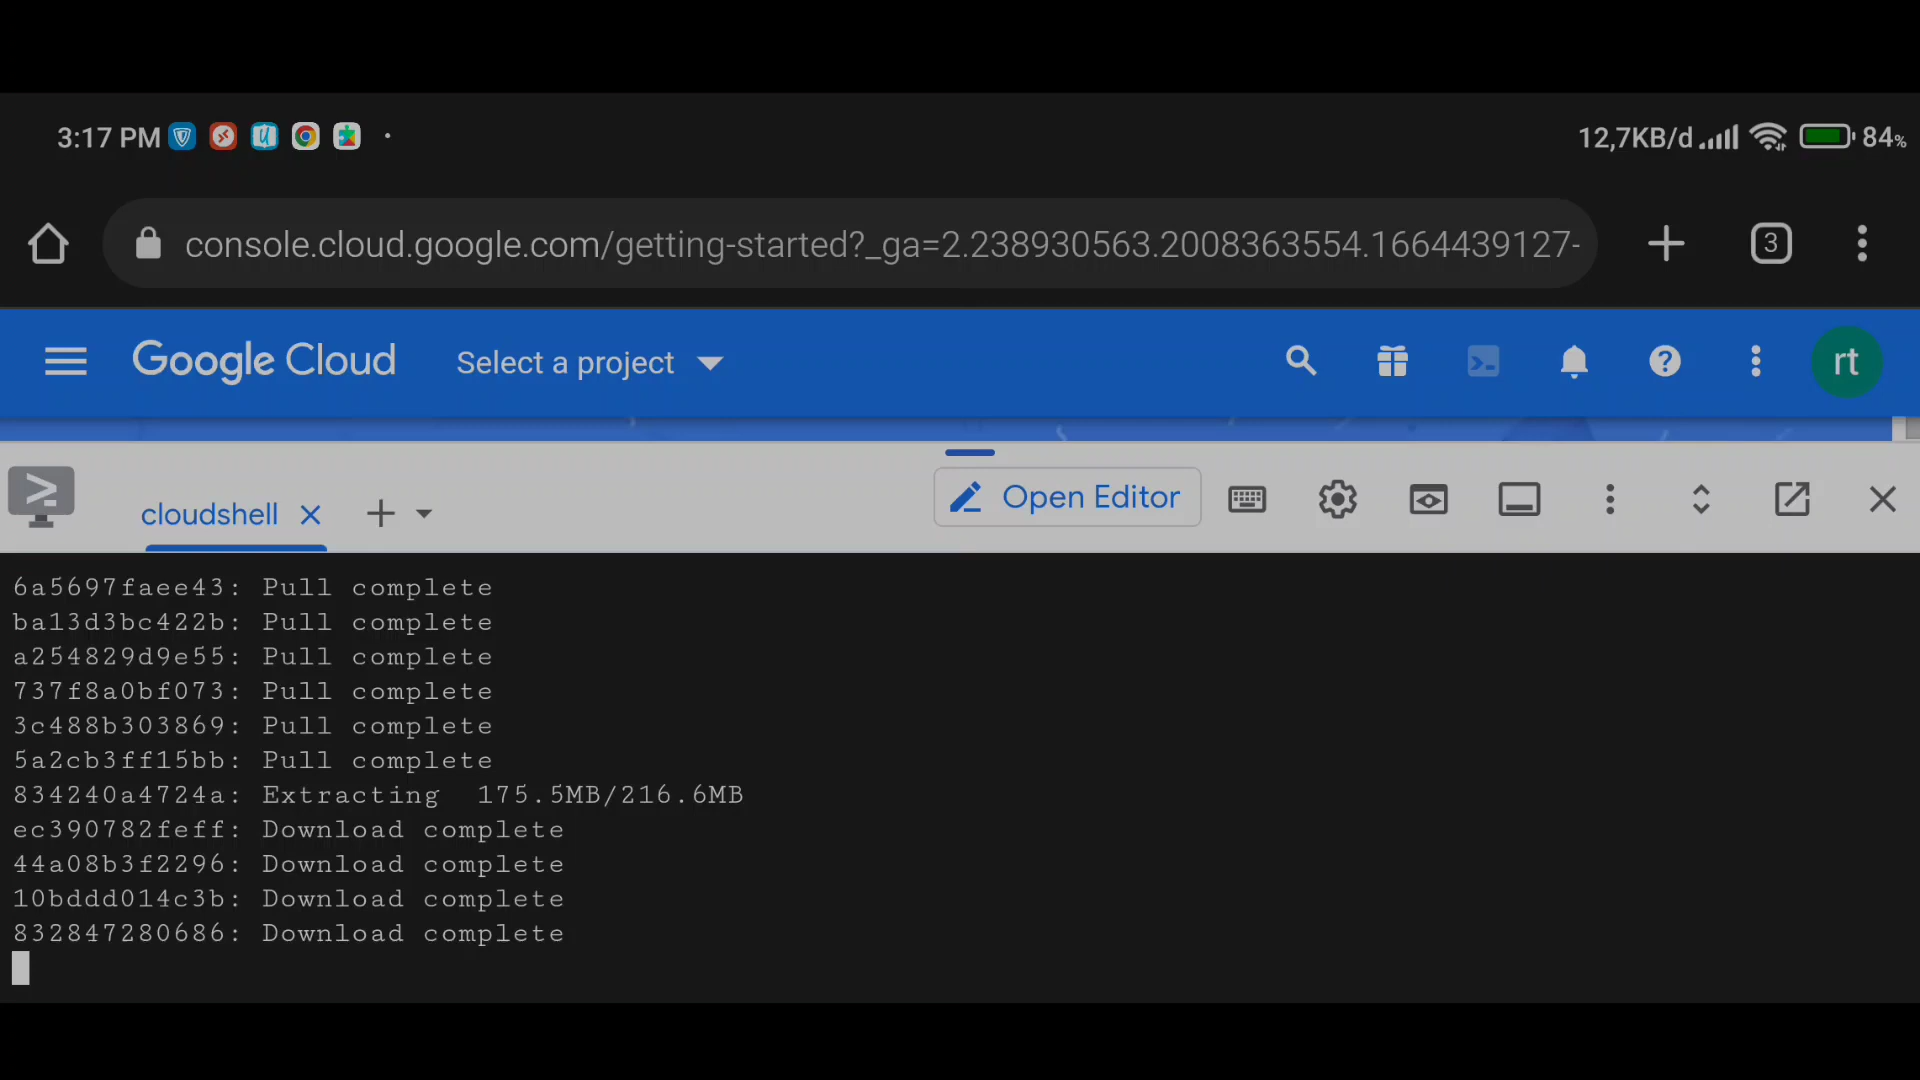 3:17 PM
12,7KB/d 84%
console.cloud.google.com/getting-started?_ga=2.238930563.2008363554.1664439127-
3
Google Cloud Select a project rt
cloudshell Open Editor
6a5697faee43: Pull complete
ba13d3bc422b: Pull complete
a254829d9e55: Pull complete
737f8a0bf073: Pull complete
3c488b303869: Pull complete
5a2cb3ff15bb: Pull complete
834240a4724a: Extracting 175.5MB/216.6MB
ec390782feff: Download complete
44a08b3f2296: Download complete
10bddd014c3b: Download complete
832847280686: Download complete